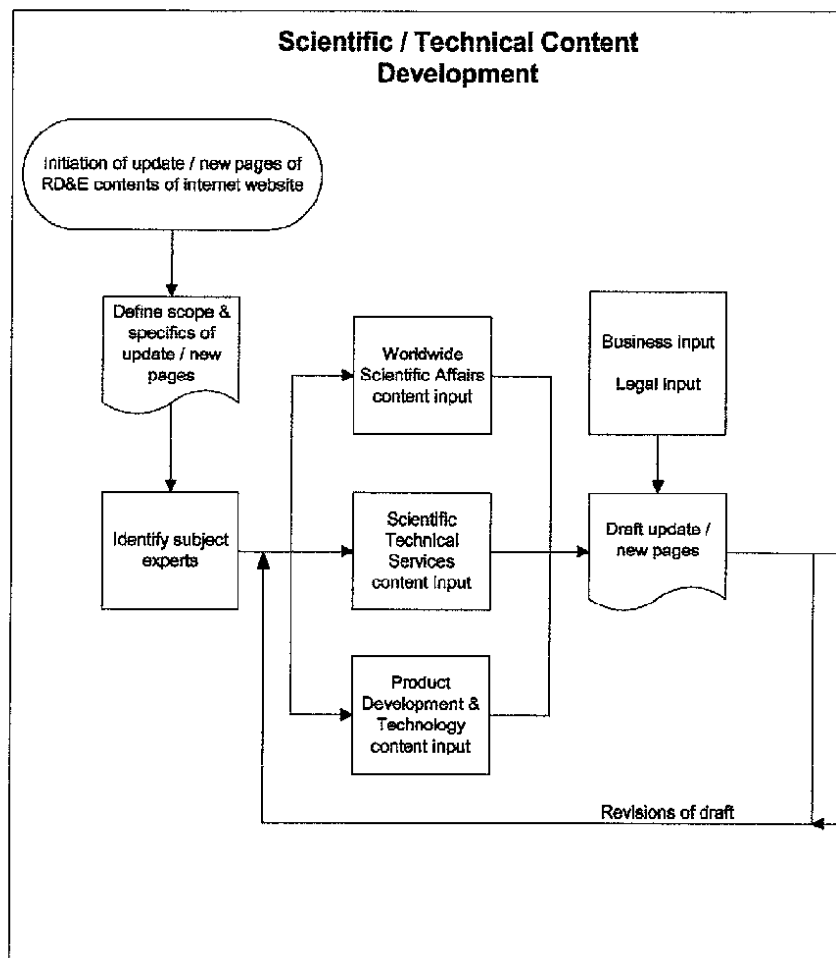 Scientific / Technical Content
Development
Initiation of update / new pages of
RD&E contents of internet website
Define scope &
specifics of
update / new
pages
Identify subject
experts
Worldwide
Scientific Affairs
content input
Scientific
Technical
Services
content input
Product
Development &
Technology
content input
Business input
Legal input
Draft update /
new pages
Revisions of draft